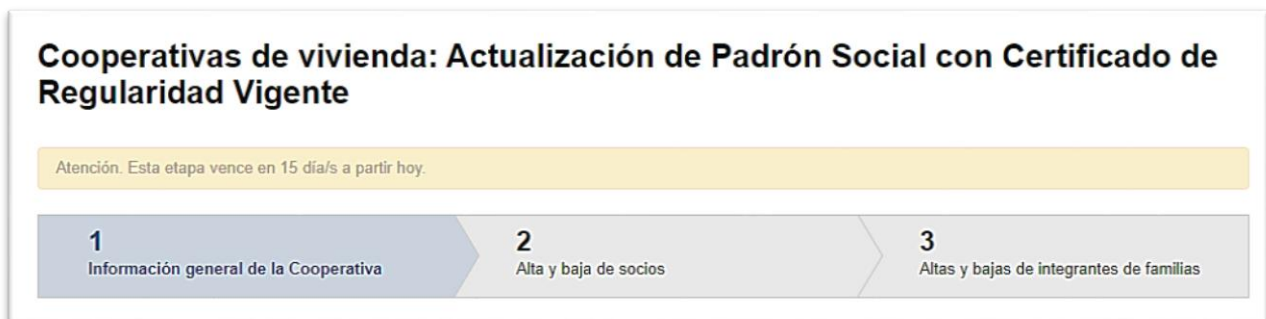 Cooperativas de vivienda: Actualización de Padrón Social con Certificado de
Regularidad Vigente
Atención. Esta etapa vence en 15 día/s a partir hoy.
1
Información general de la Cooperativa
2
Alta y baja de socios
3
Altas y bajas de integrantes de familias